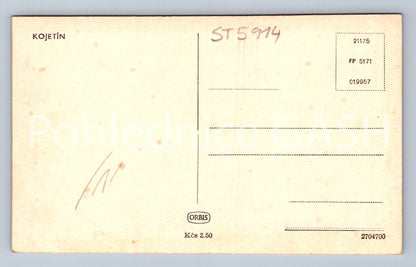 KOJETÍN
ST5914
21175
FP 5171
019957
Pohlednice CASH
ORBIS
Kčs 2,50
2704700